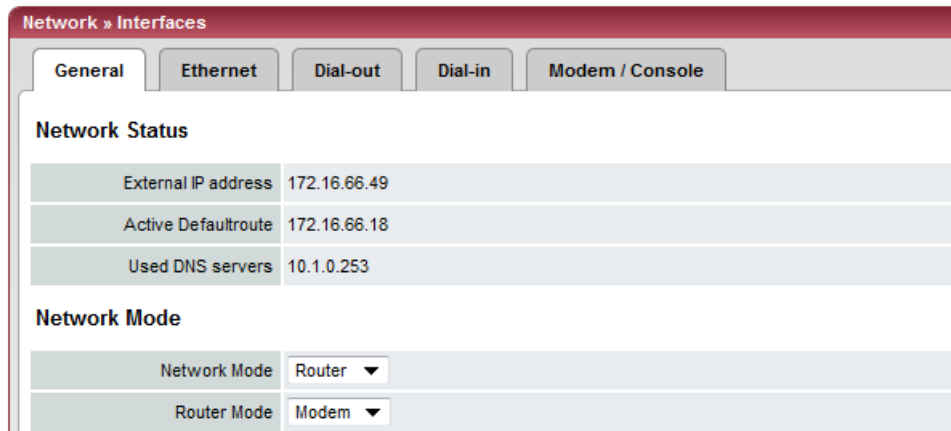 Network » Interfaces
General Ethernet Dial-out Dial-in Modem / Console
Network Status
External IP address 172.16.66.49
Active Defaultroute 172.16.66.18
Used DNS servers 10.1.0.253
Network Mode
Network Mode Router
Router Mode Modem